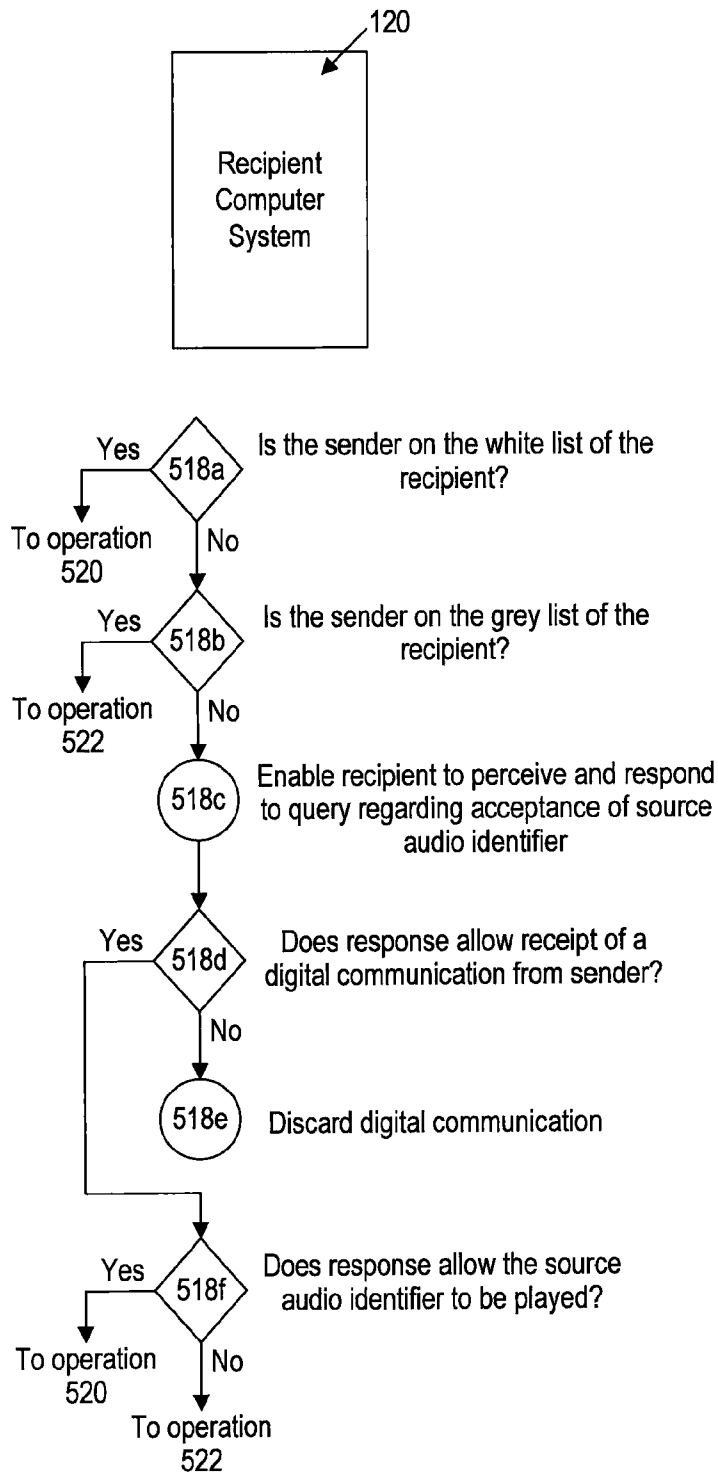 120
Recipient
Computer
System
Yes
518a
Is the sender on the white list of the
recipient?
To operation
520
No
Yes
518b
Is the sender on the grey list of the
recipient?
To operation
522
No
518c
Enable recipient to perceive and respond
to query regarding acceptance of source
audio identifier
Yes
518d
Does response allow receipt of a
digital communication from sender?
No
518e
Discard digital communication
Yes
518f
Does response allow the source
audio identifier to be played?
To operation
520
No
To operation
522